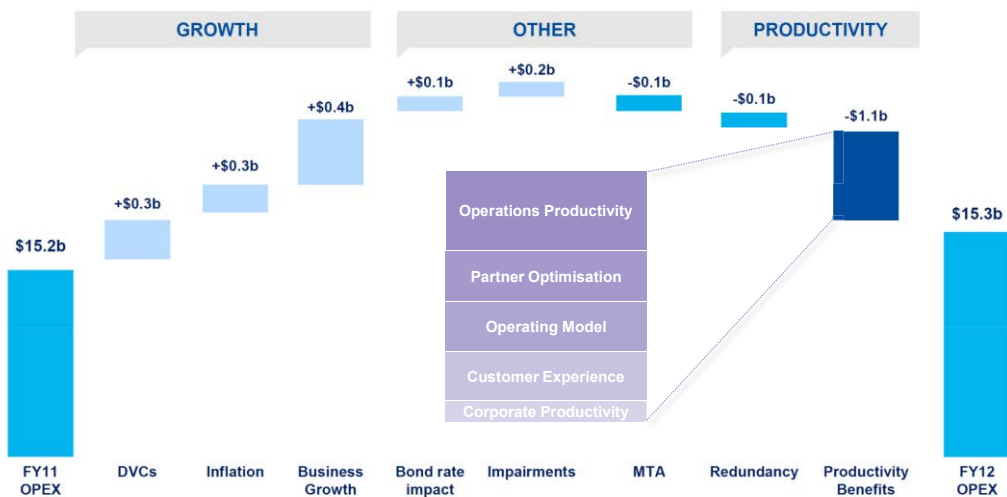 GROWTH
OTHER
PRODUCTIVITY
$15.2b
+$0.3b
+$0.3b
+$0.4b
+$0.1b
+$0.2b
-$0.1b
-$0.1b
-$1.1b
$15.3b
Operations Productivity
Partner Optimisation
Operating Model
Customer Experience
Corporate Productivity
FY11
OPEX
DVCs
Inflation
Business
Growth
Bond rate
impact
Impairments
MTA
Redundancy
Productivity
Benefits
FY12
OPEX